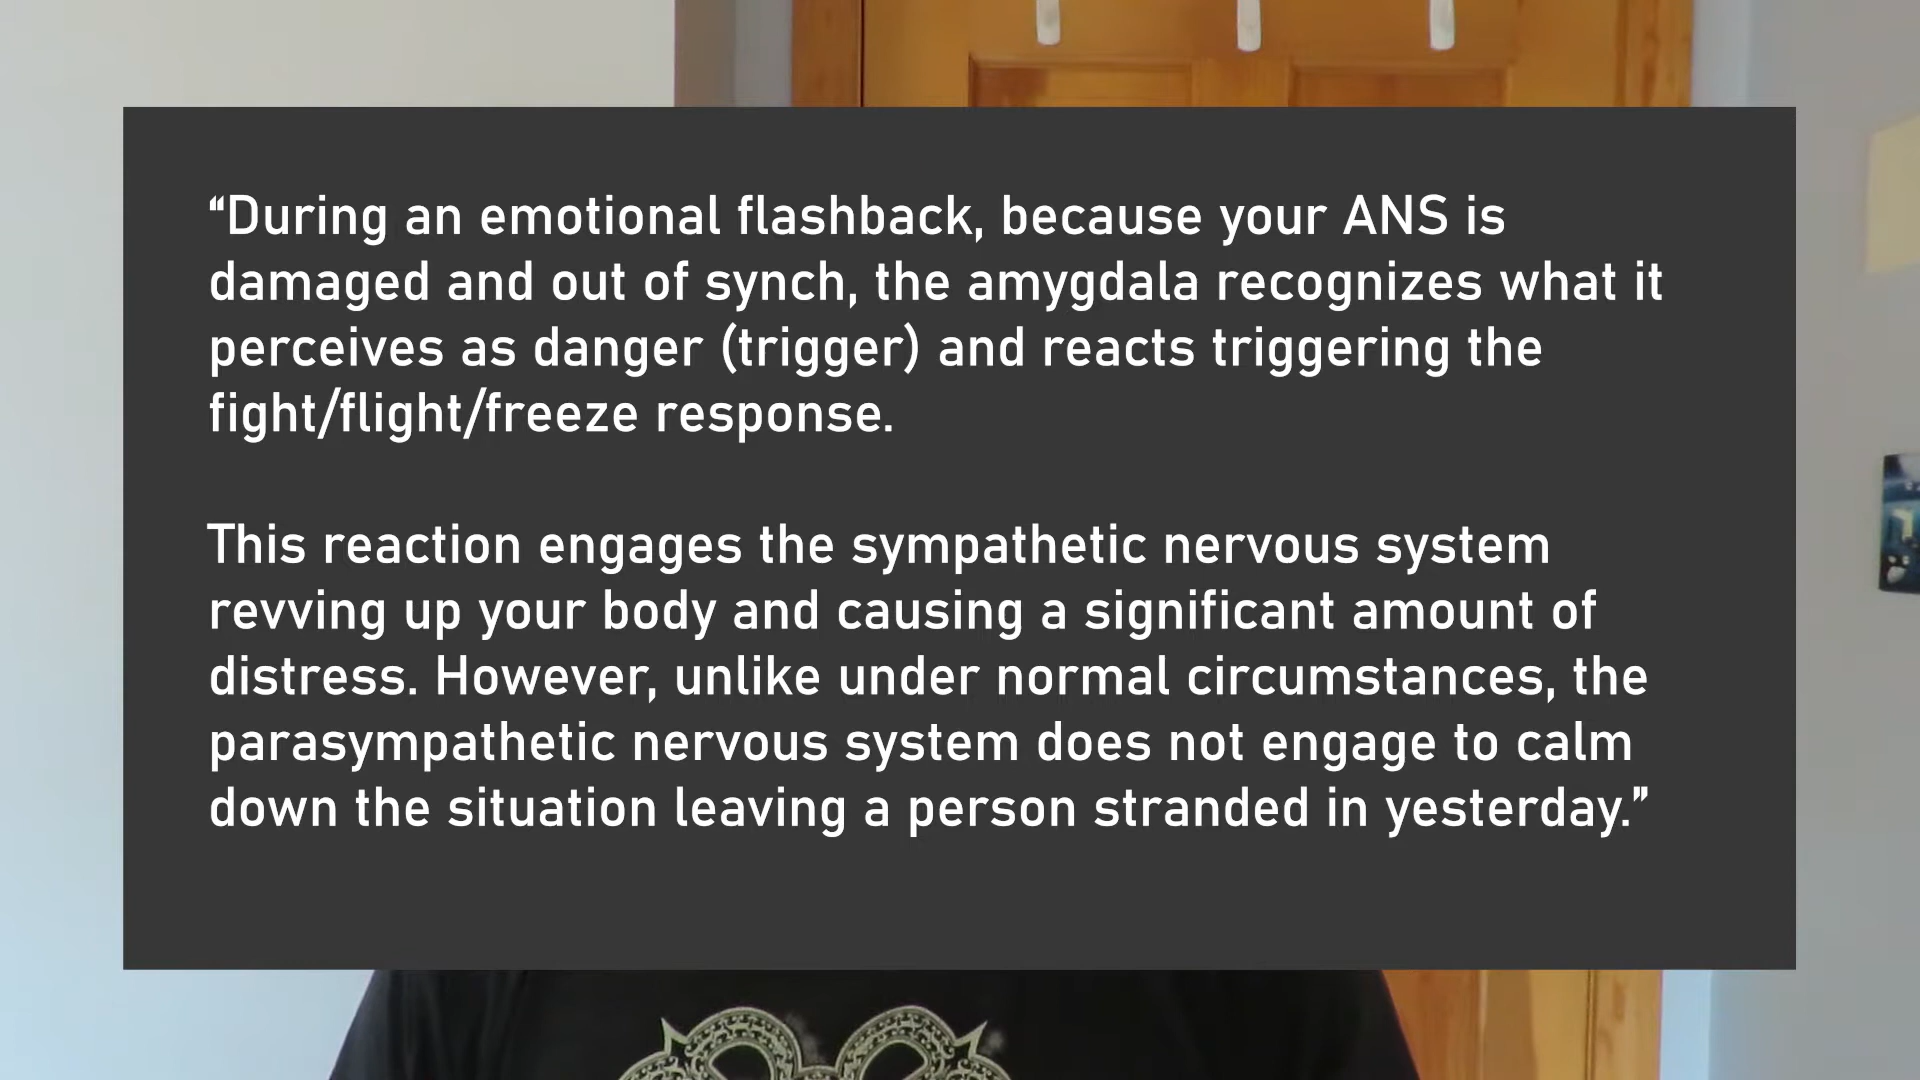 “During an emotional flashback, because your ANS is
damaged and out of synch, the amygdala recognizes what it
perceives as danger (trigger) and reacts triggering the
fight/flight/freeze response.
This reaction engages the sympathetic nervous system
revving up your body and causing a significant amount of
distress. However, unlike under normal circumstances, the
parasympathetic nervous system does not engage to calm
down the situation leaving a person stranded in yesterday.”